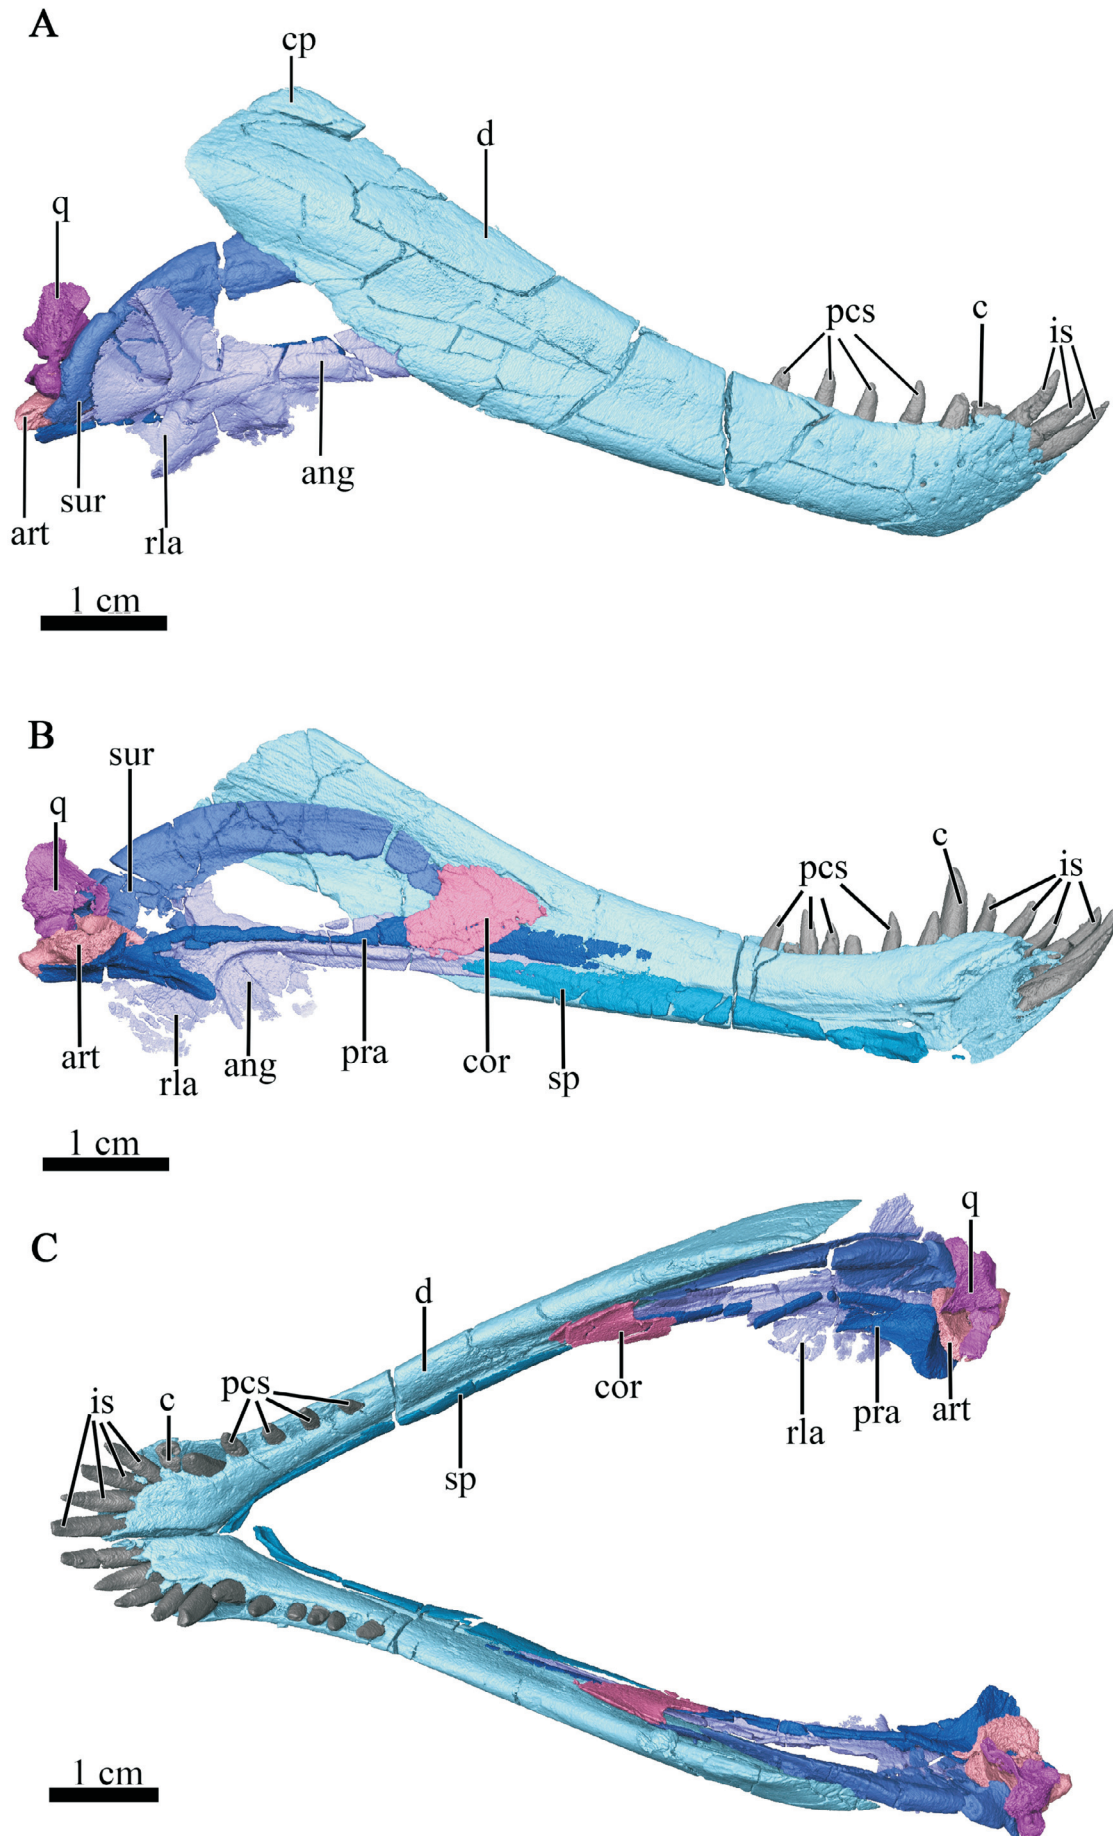 A
cp
d
q
pcs
c
is
ang
sur
art
rla
1 cm
B
sur
q
c
pcs
is
art
rla
ang
pra
cor
sp
1 cm
C
q
d
pcs
c
is
cor
rla
pra
art
sp
1 cm